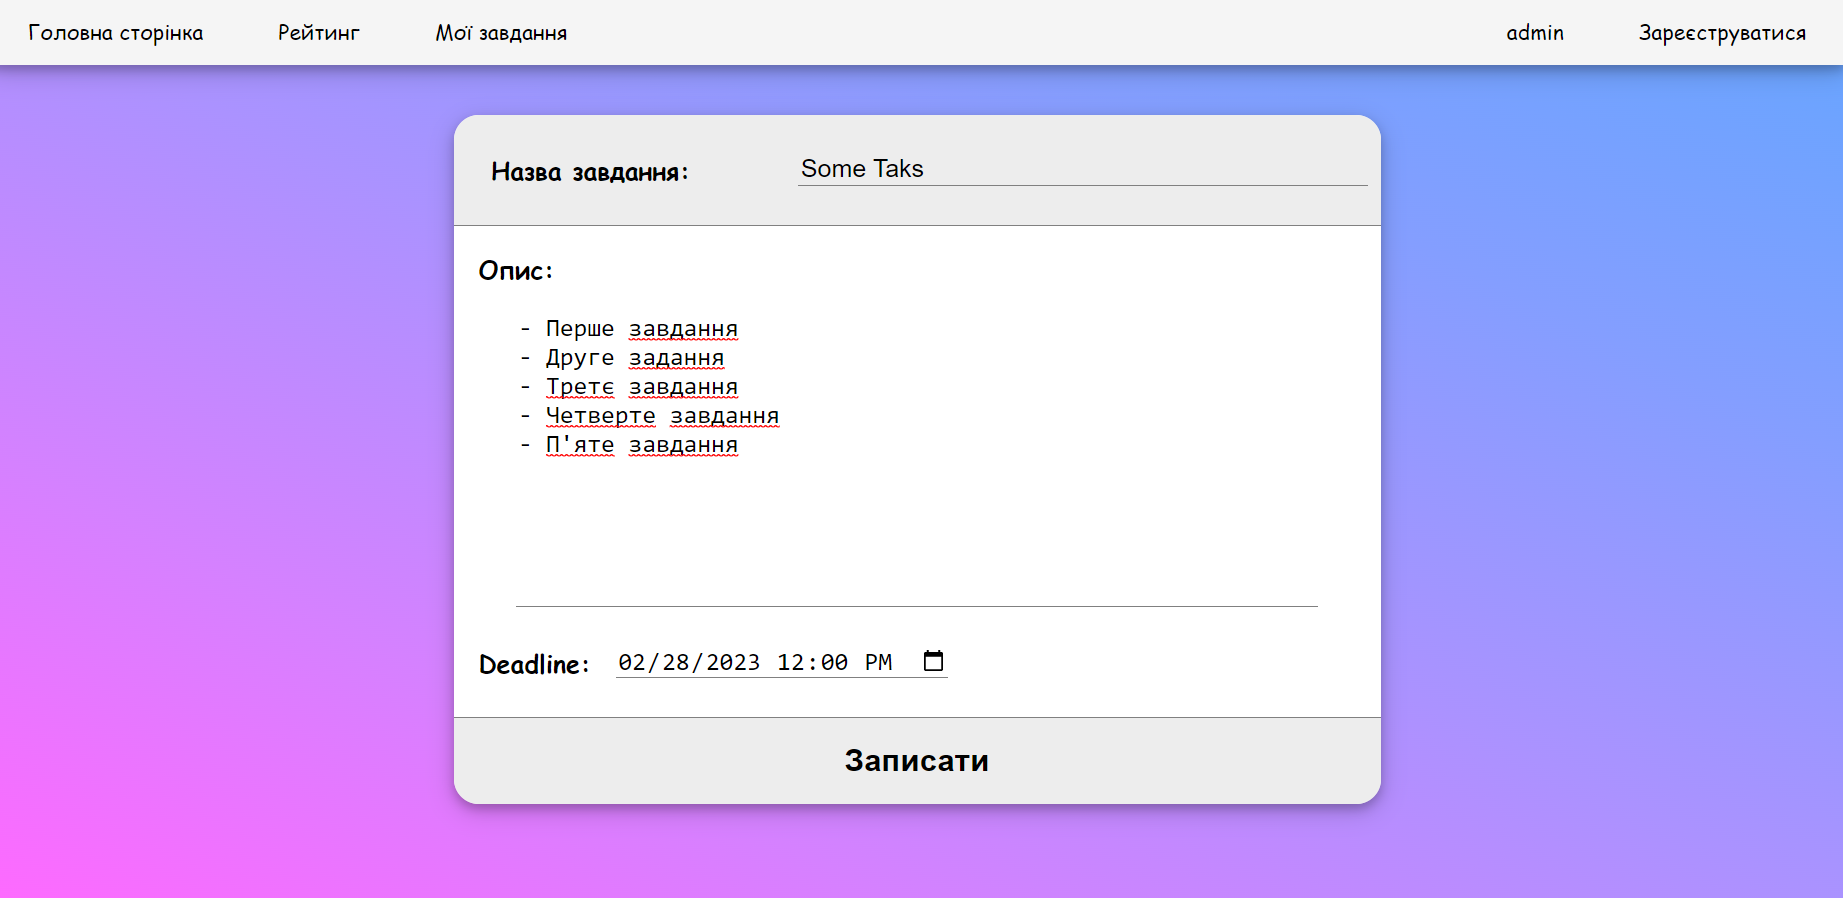 Головна сторінка Рейтинг Мої завдання admin Зареєструватися
Назва завдання: Some Taks
Опис:
- Перше завдання
- Друге задання
- Третє завдання
- Четверте завдання
- П'яте завдання
Deadline: 02/28/2023 12:00 PM
Записати